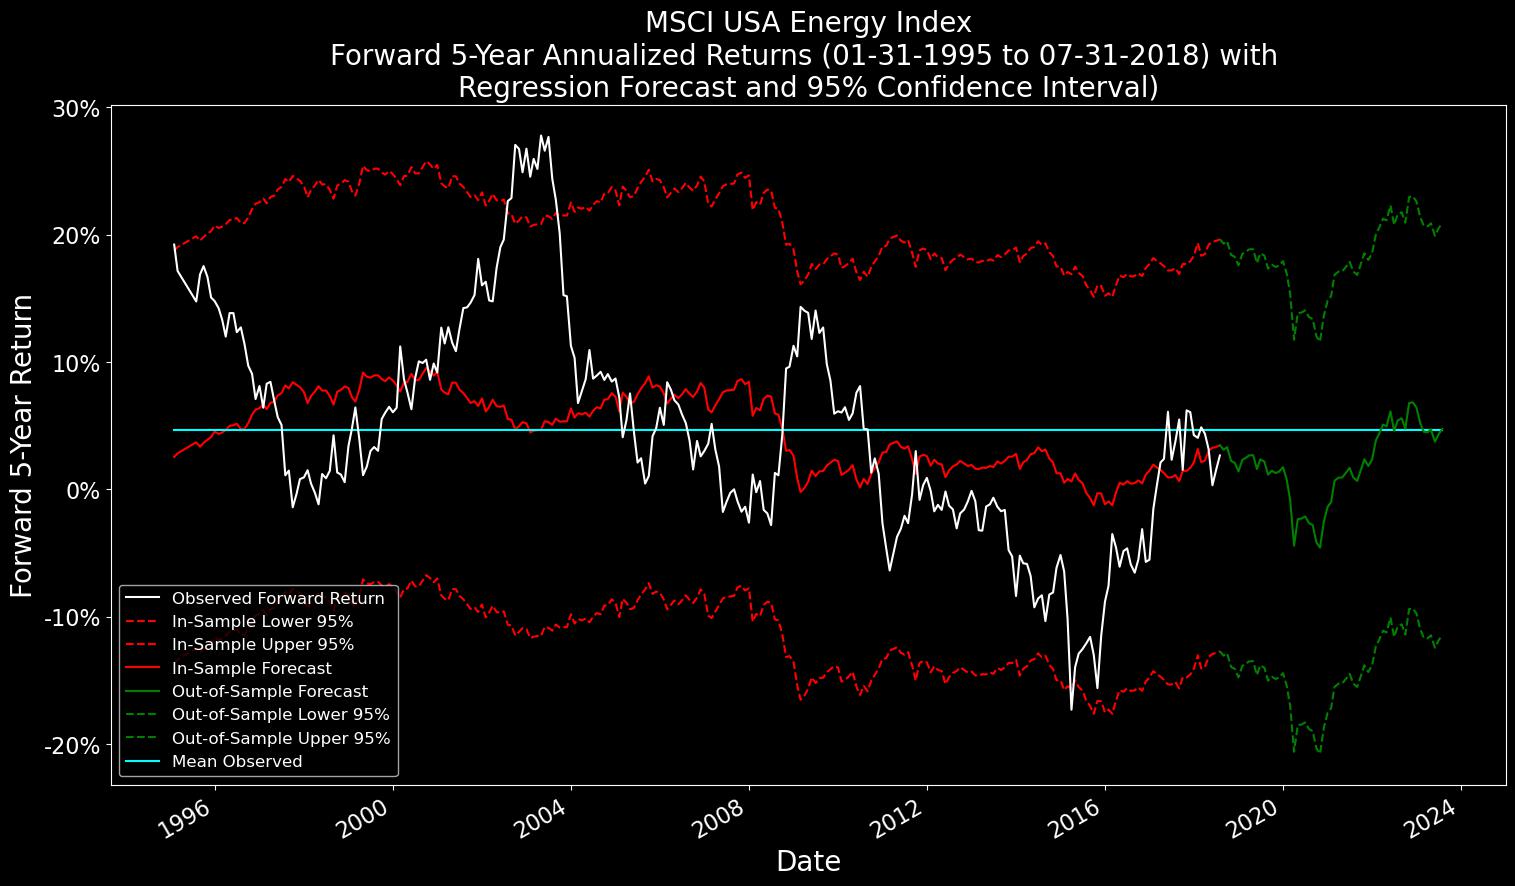 MSCI USA Energy Index
Forward 5-Year Annualized Returns (01-31-1995 to 07-31-2018) with
Regression Forecast and 95% Confidence Interval)
Forward 5-Year Return
30%
20%
10%
0%
-10%
-20%
Observed Forward Return
In-Sample Lower 95%
In-Sample Upper 95%
In-Sample Forecast
Out-of-Sample Forecast
Out-of-Sample Lower 95%
Out-of-Sample Upper 95%
Mean Observed
1996
2000
2004
2008
2012
2016
2020
2024
Date